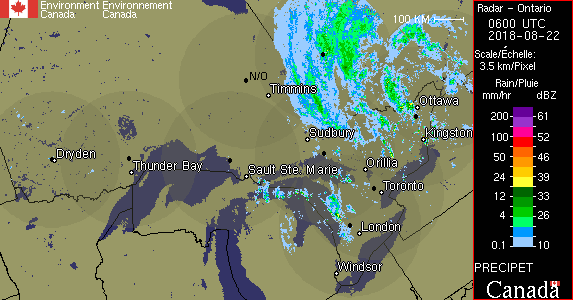 Environment Environnement
Canada Canada
100 KM
N/O
Timmins
Ottawa
Sudbury
Kingston
Dryden
Thunder Bay
Sault Ste. Marie
Orillia
Toronto
London
Windsor
Radar - Ontario
0600 UTC
2018-08-22
Scale/Échelle:
3.5 km/Pixel
Rain/Pluie
mm/hr dBZ
200 61
100 52
50 46
24 39
12 33
4 26
0.1 10
PRECIPET
Canada